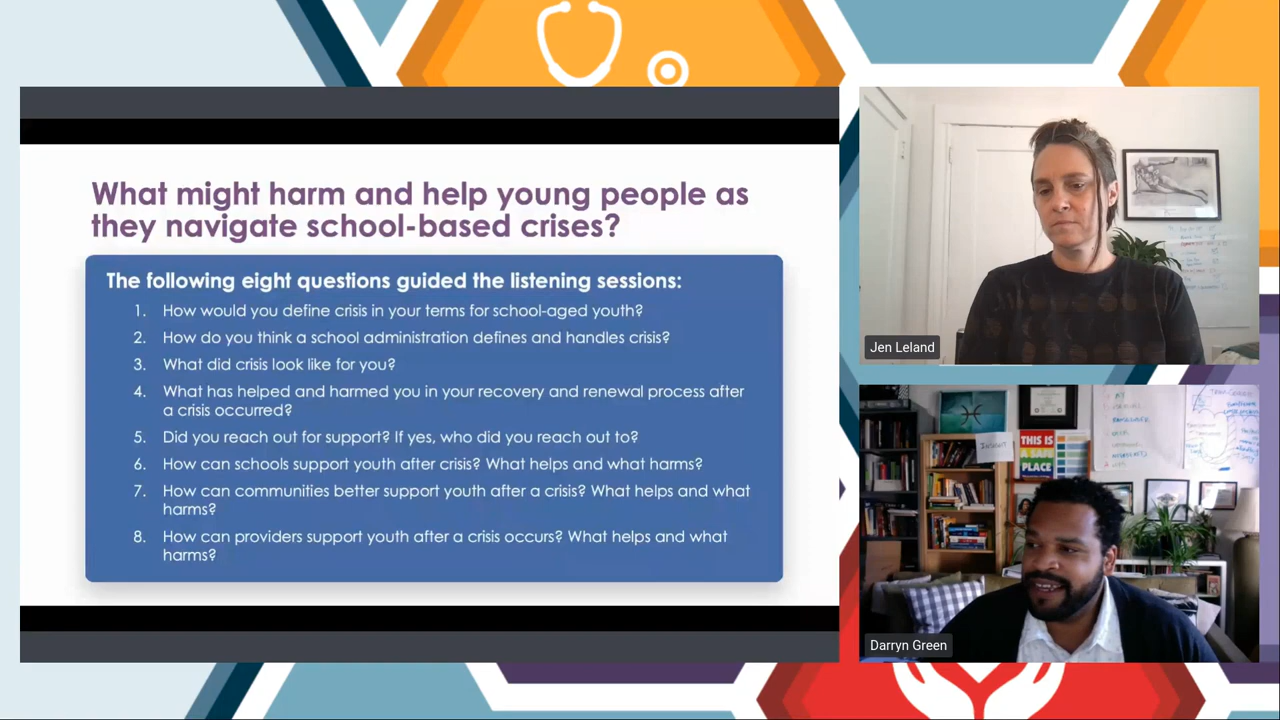 What might harm and help young people as
they navigate school-based crises?
The following eight questions guided the listening sessions:
1. How would you define crisis in your terms for school-aged youth?
2. How do you think a school administration defines and handles crisis?
3. What did crisis look like for you?
4. What has helped and harmed you in your recovery and renewal process after
a crisis occurred?
5. Did you reach out for support? If yes, who did you reach out to?
6. How can schools support youth after crisis? What helps and what harms?
7. How can communities better support youth after a crisis? What helps and what
harms?
8. How can providers support youth after a crisis occurs? What helps and what
harms?
Jen Leland
INSIGHT
THIS IS
A SAFE
PLACE
Darryn Green